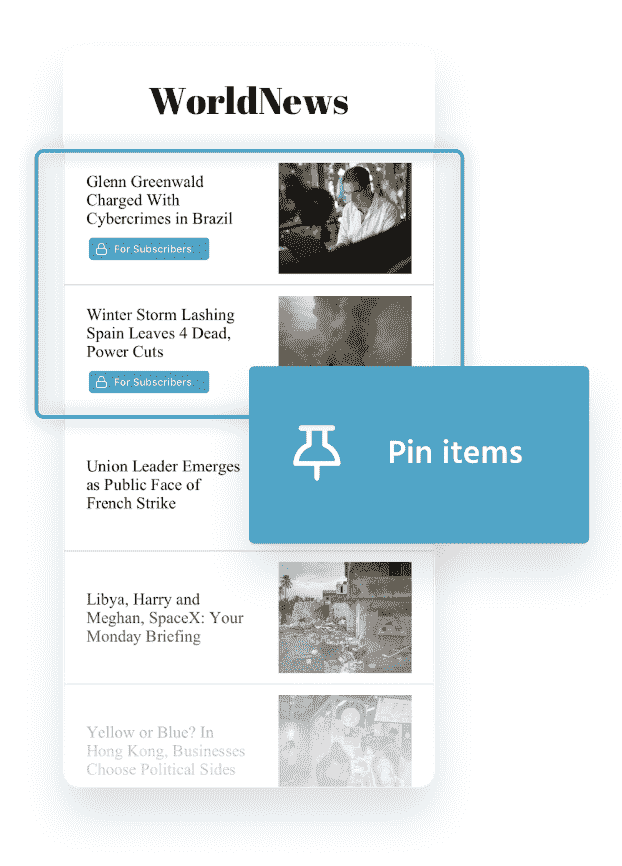 WorldNews
Glenn Greenwald
Charged With
Cybercrimes in Brazil
For Subscribers
Winter Storm Lashing
Spain Leaves 4 Dead,
Power Cuts
For Subscribers
Pin items
Union Leader Emerges
as Public Face of
French Strike
Libya, Harry and
Meghan, SpaceX: Your
Monday Briefing
Yellow or Blue? In
Hong Kong, Businesses
Choose Political Sides